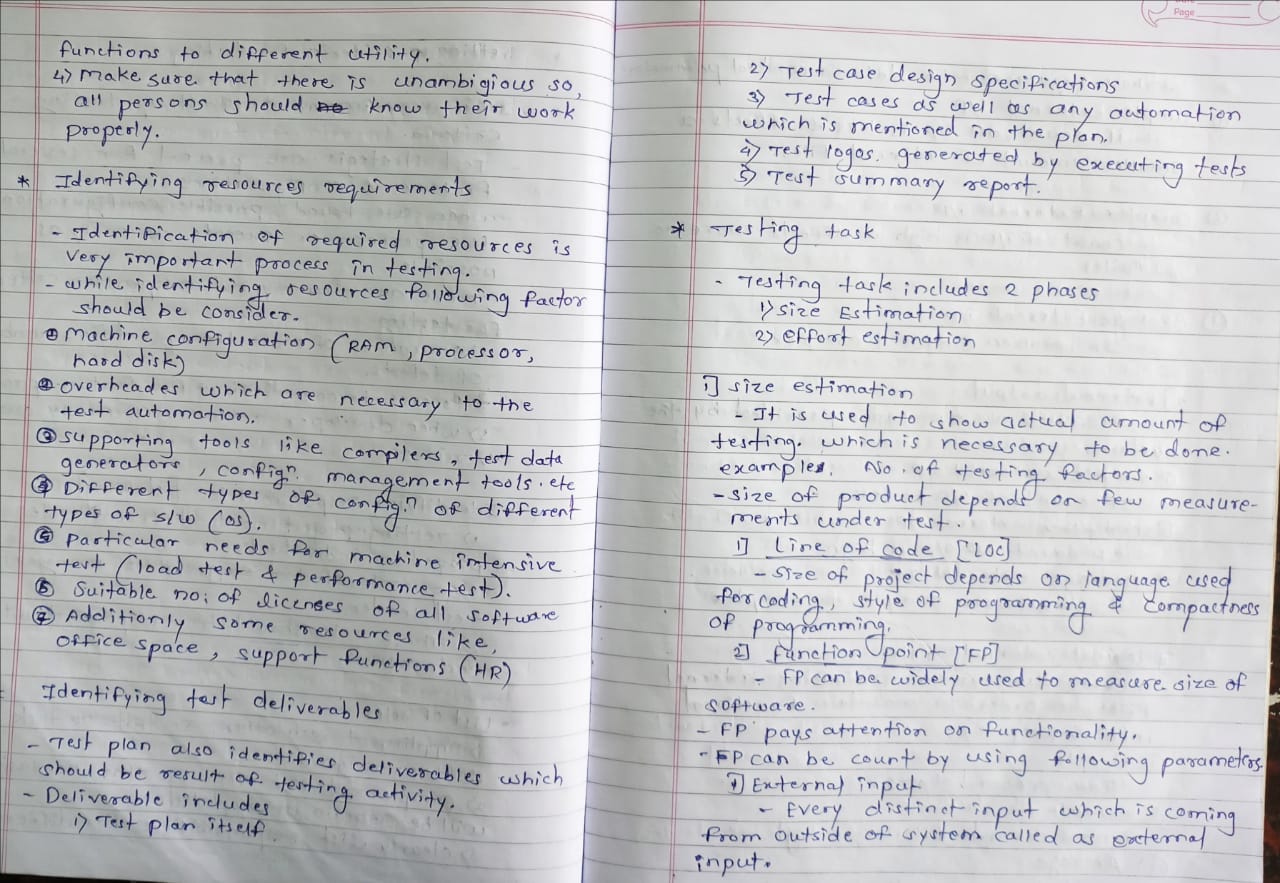 functions to different utility.
4) Make sure that there is unambigious so,
all persons should know their work
properly.
* Identifying resources requirements
- Identification of required resources is
very important process in testing.
- while identifying resources following factor
should be consider.
① Machine configuration (RAM, processor,
hard disk)
② overheades which are necessary to the
test automation.
③ supporting tools like compilers, test data
generators, confign. management tools. etc
④ Different types of config.n of different
types of s/w (os).
⑤ particular needs for machine intensive
test (load test & performance test).
⑥ Suitable no: of licenses of all software
⑦ Additionly some resources like,
office space, support functions (HR)
Identifying test deliverables
- Test plan also identifies deliverables which
should be result of testing activity.
- Deliverable includes
1) Test plan itself.
Page
2) Test case design specifications
3) Test cases as well as any automation
which is mentioned in the plan.
4) Test logos. generated by executing tests
5) Test summary report.
* Testing task
- Testing task includes 2 phases
1) Size Estimation
2) effort estimation
1] size estimation
- It is used to show actual amount of
testing. which is necessary to be done.
examples. No. of testing factors.
- size of product depends on few measure-
ments under test.
1] Line of code [LOC]
- Size of project depends on language used
for coding, style of programming & compactness
of programming.
2] function point [FP]
- FP can be widely used to measure size of
software.
- FP pays attention on functionality.
- FP can be count by using following parameters.
1) External input
- Every distinct input which is coming
from outside of system called as external
input.